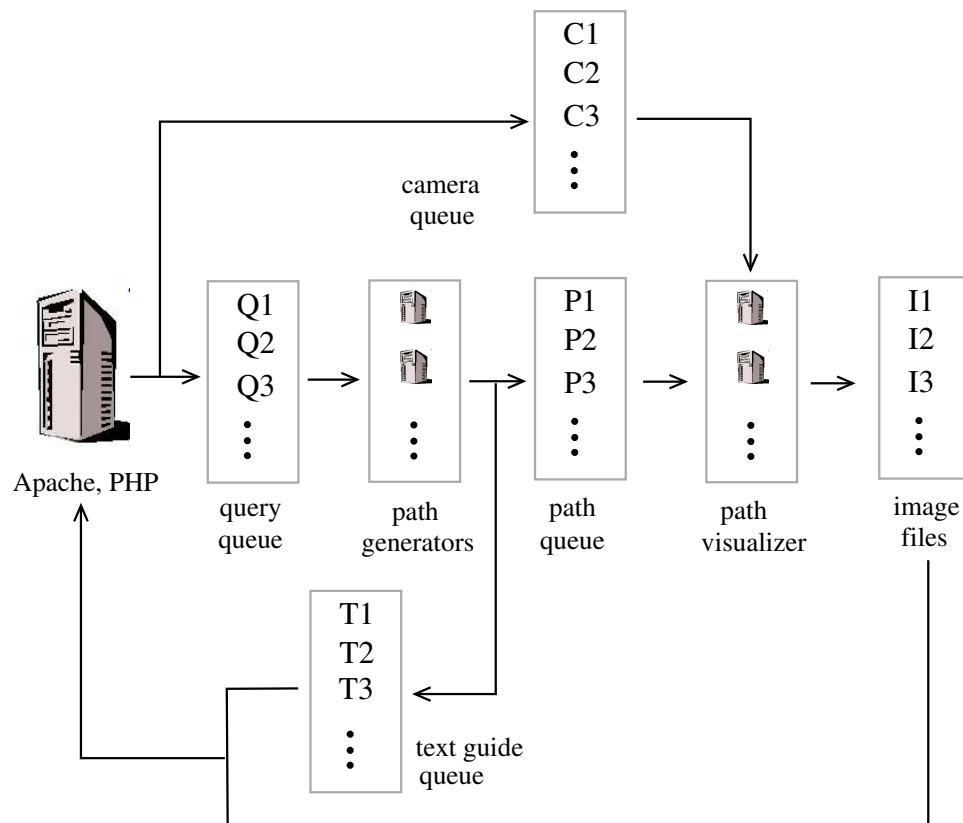 C1
C2
C3
camera
queue
Q1
Q2
Q3
P1
P2
P3
I1
I2
I3
Apache, PHP
query
queue
path
generators
path
queue
path
visualizer
image
files
T1
T2
T3
text guide
queue